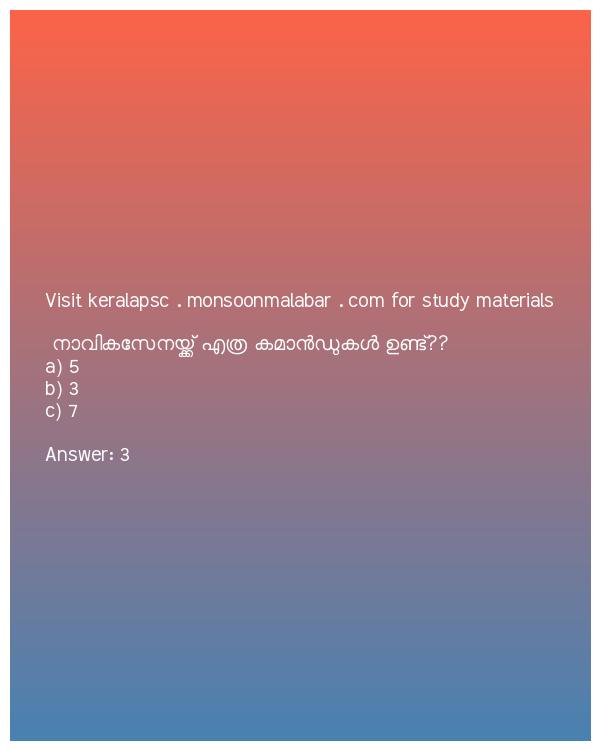 Visit keralapsc . monsoonmalabar . com for study materials
നാവികസേനയ്ക്ക് എത്ര കമാൻഡുകൾ ഉണ്ട്??
a) 5
b) 3
c) 7
Answer: 3